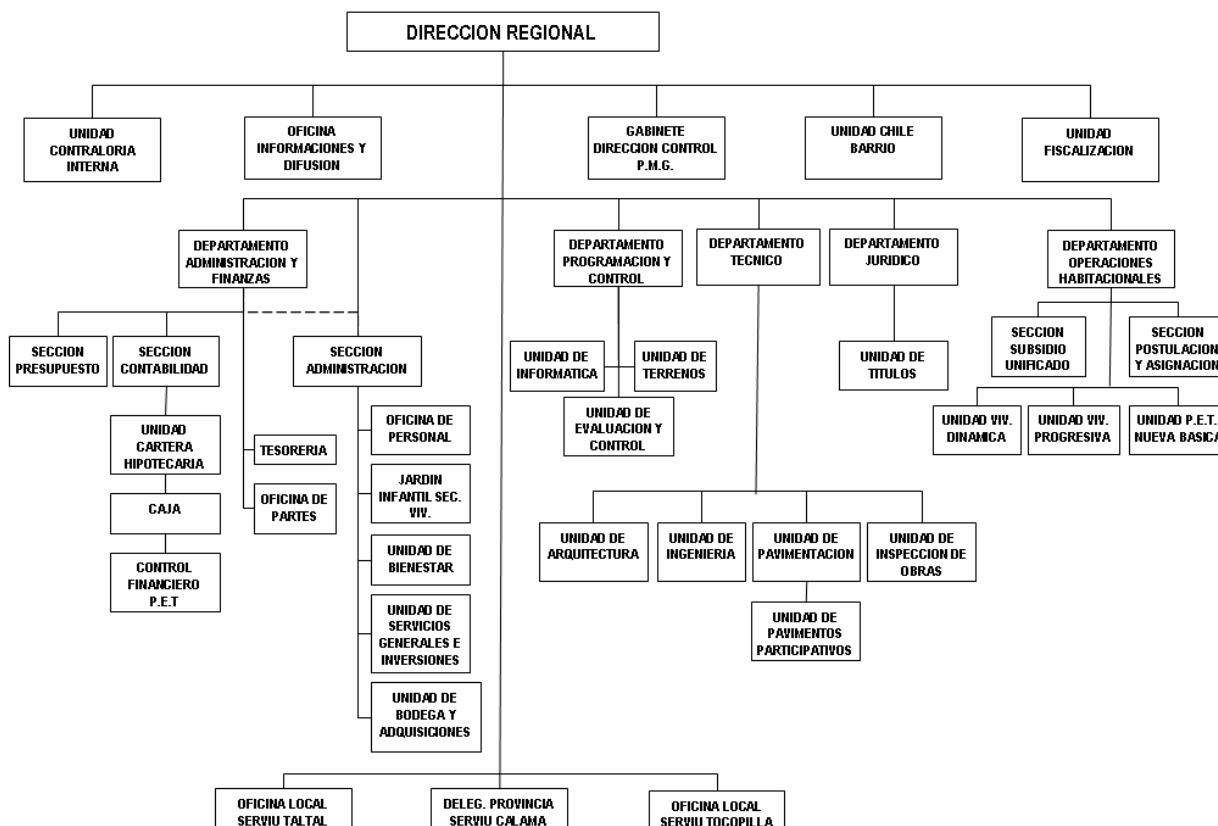 DIRECCION REGIONAL
UNIDAD
CONTRALORIA
INTERNA
OFICINA
INFORMACIONES Y
DIFUSION
GABINETE
DIRECCION CONTROL
P.M.G.
UNIDAD CHILE
BARRIO
UNIDAD
FISCALIZACION
DEPARTAMENTO
ADMINISTRACION Y
FINANZAS
DEPARTAMENTO
PROGRAMACION Y
CONTROL
DEPARTAMENTO
TECNICO
DEPARTAMENTO
JURIDICO
DEPARTAMENTO
OPERACIONES
HABITACIONALES
SECCION
PRESUPUESTO
SECCION
CONTABILIDAD
SECCION
ADMINISTRACION
UNIDAD DE
INFORMATICA
UNIDAD DE
TERRENOS
UNIDAD DE
EVALUACION Y
CONTROL
UNIDAD DE
TITULOS
SECCION
SUBSIDIO
UNIFICADO
SECCION
POSTULACION
Y ASIGNACION
UNIDAD VIV.
DINAMICA
UNIDAD VIV.
PROGRESIVA
UNIDAD P.E.T.
NUEVA BASICA
UNIDAD
CARTERA
HIPOTECARIA
CAJA
CONTROL
FINANCIERO
P.E.T
TESORERIA
OFICINA DE
PARTES
OFICINA DE
PERSONAL
JARDIN
INFANTIL SEC.
VIV.
UNIDAD DE
BIENESTAR
UNIDAD DE
SERVICIOS
GENERALES E
INVERSIONES
UNIDAD DE
BODEGA Y
ADQUISICIONES
UNIDAD DE
ARQUITECTURA
UNIDAD DE
INGENIERIA
UNIDAD DE
PAVIMENTACION
UNIDAD DE
INSPECCION DE
OBRAS
UNIDAD DE
PAVIMENTOS
PARTICIPATIVOS
OFICINA LOCAL
SERVIU TALTAL
DELEG. PROVINCIA
SERVIU CALAMA
OFICINA LOCAL
SERVIU TOCOPILLA